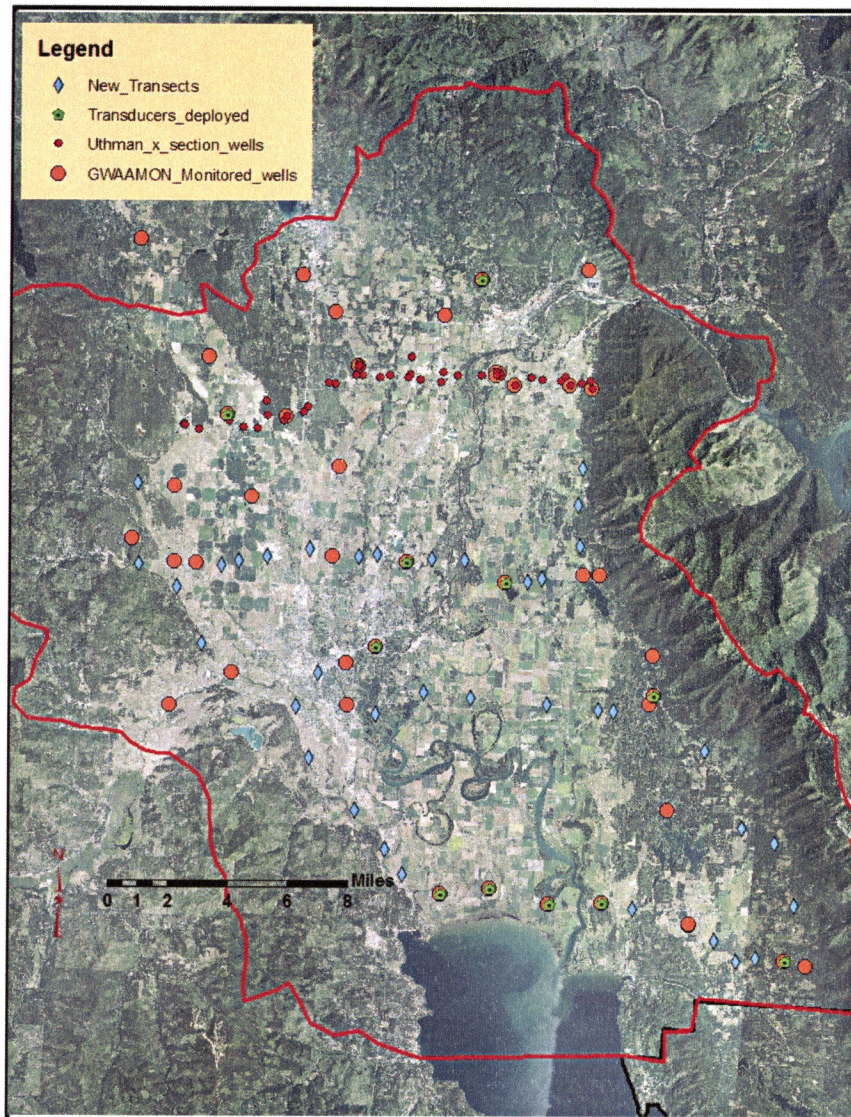 Legend
New_Transects
Transducers_deployed
Uthman_x_section_wells
GWAAMON_Monitored_wells
N
Miles
0 1 2 4 6 8